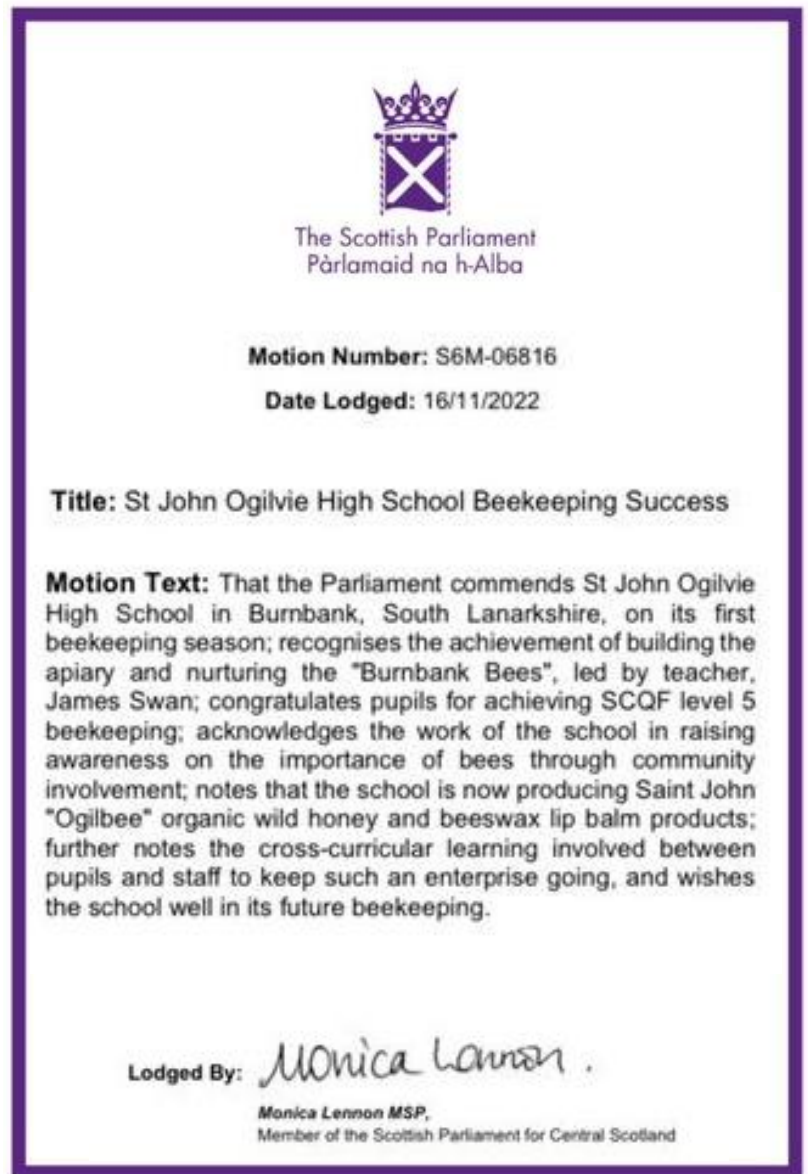 The Scottish Parliament
Pàrlamaid na h-Alba
Motion Number: S6M-06816
Date Lodged: 16/11/2022
Title: St John Ogilvie High School Beekeeping Success
Motion Text: That the Parliament commends St John Ogilvie
High School in Burnbank, South Lanarkshire, on its first
beekeeping season; recognises the achievement of building the
apiary and nurturing the "Burnbank Bees", led by teacher,
James Swan; congratulates pupils for achieving SCQF level 5
beekeeping; acknowledges the work of the school in raising
awareness on the importance of bees through community
involvement; notes that the school is now producing Saint John
"Ogilbee" organic wild honey and beeswax lip balm products;
further notes the cross-curricular learning involved between
pupils and staff to keep such an enterprise going, and wishes
the school well in its future beekeeping.
Lodged By: Monica Lennon.
Monica Lennon MSP,
Member of the Scottish Parliament for Central Scotland